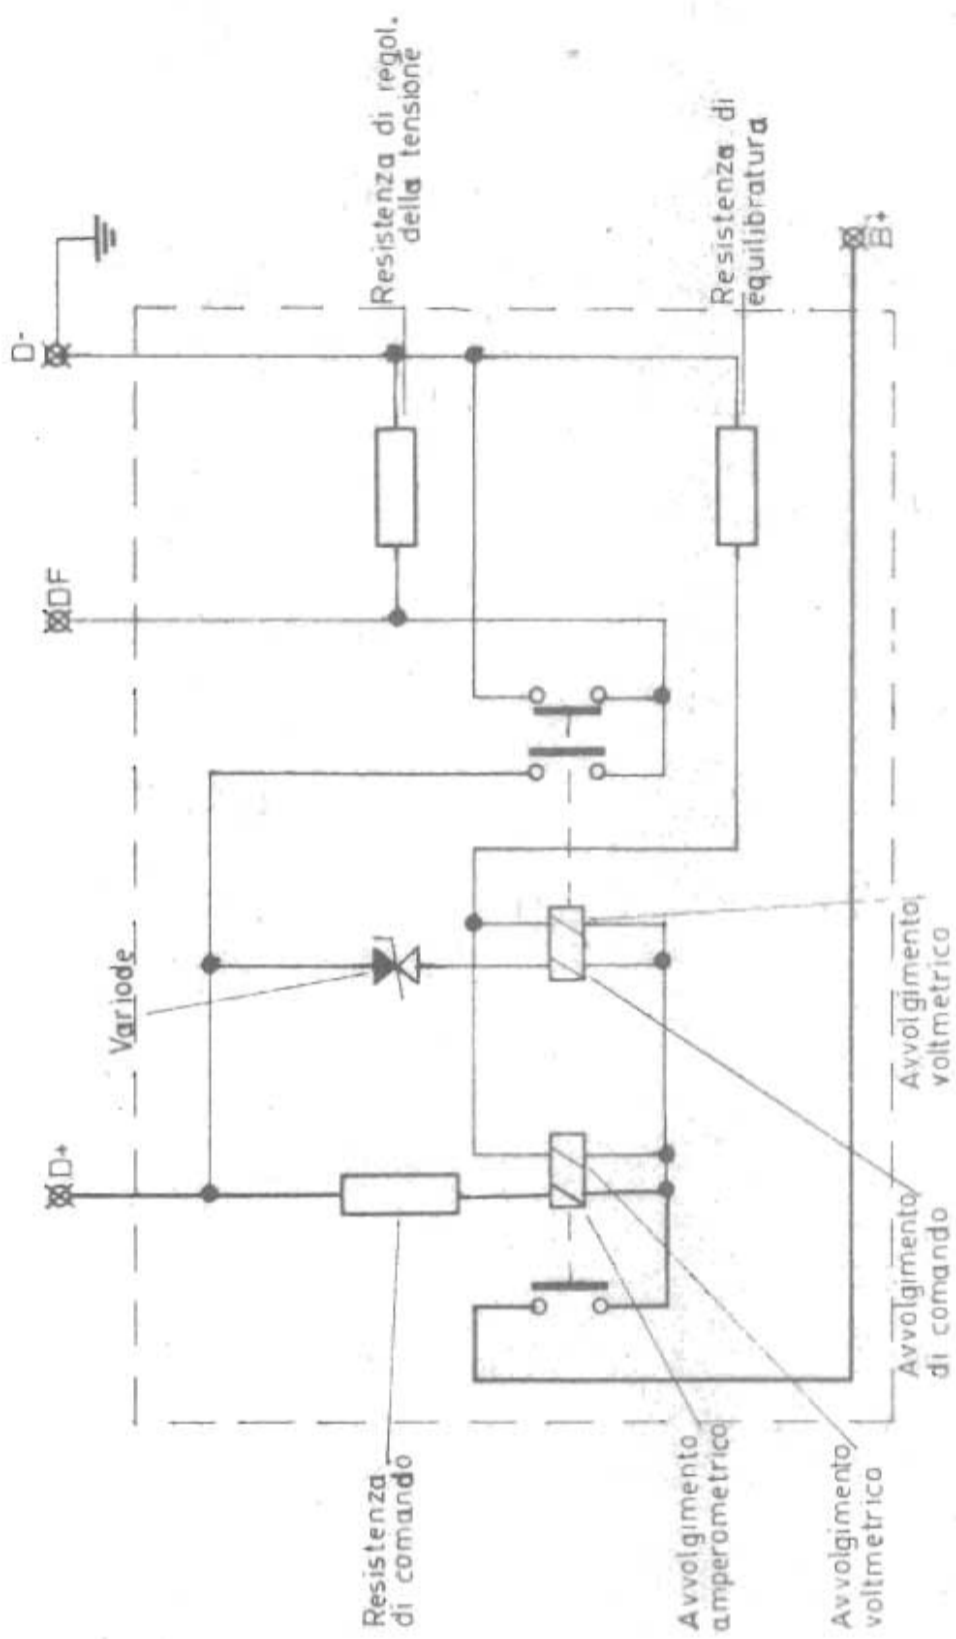 D+
DF
D-
Variode
Resistenza
di comando
Resistenza di regol.
della tensione
Resistenza di
equilibratura
Avvolgimento
amperometrico
Avvolgimento
voltmetrico
Avvolgimento
di comando
Avvolgimento
voltmetrico
B+